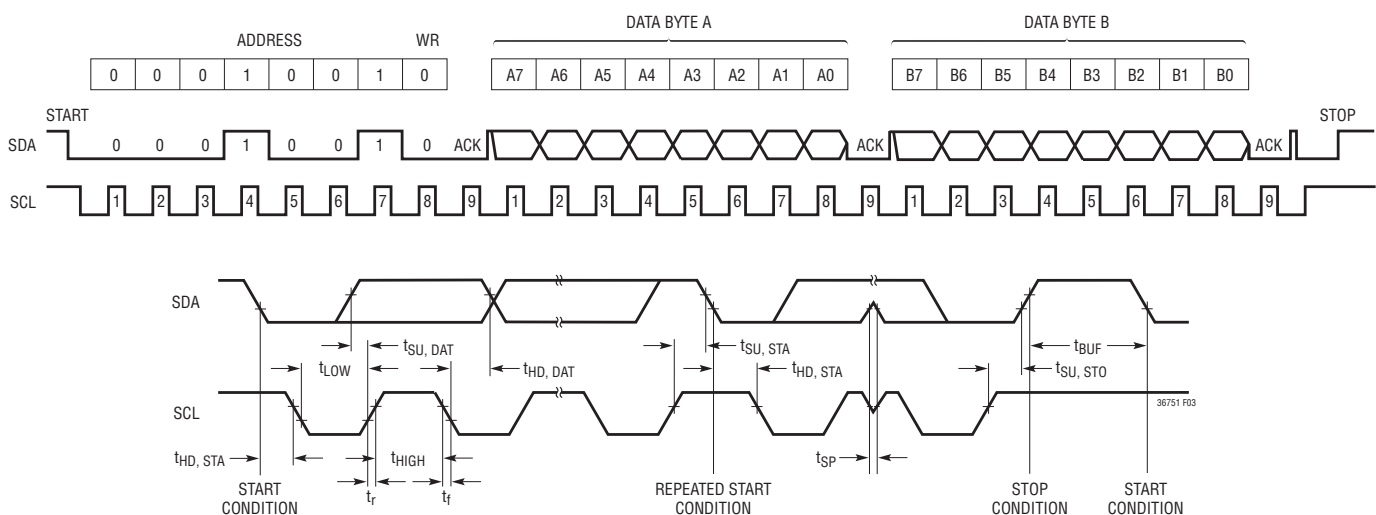 DATA BYTE A DATA BYTE B
ADDRESS WR
0 0 0 1 0 0 1 0 A7 A6 A5 A4 A3 A2 A1 A0 B7 B6 B5 B4 B3 B2 B1 B0
START STOP
SDA 0 0 0 1 0 0 1 0 ACK ACK ACK
SCL 1 2 3 4 5 6 7 8 9 1 2 3 4 5 6 7 8 9 1 2 3 4 5 6 7 8 9
SDA
tSU, DAT tSU, STA tBUF
tLOW tHD, DAT tHD, STA tSU, STO
SCL
36751 F03
tHD, STA tHIGH tSP
tr tf
START CONDITION
REPEATED START CONDITION
STOP CONDITION
START CONDITION